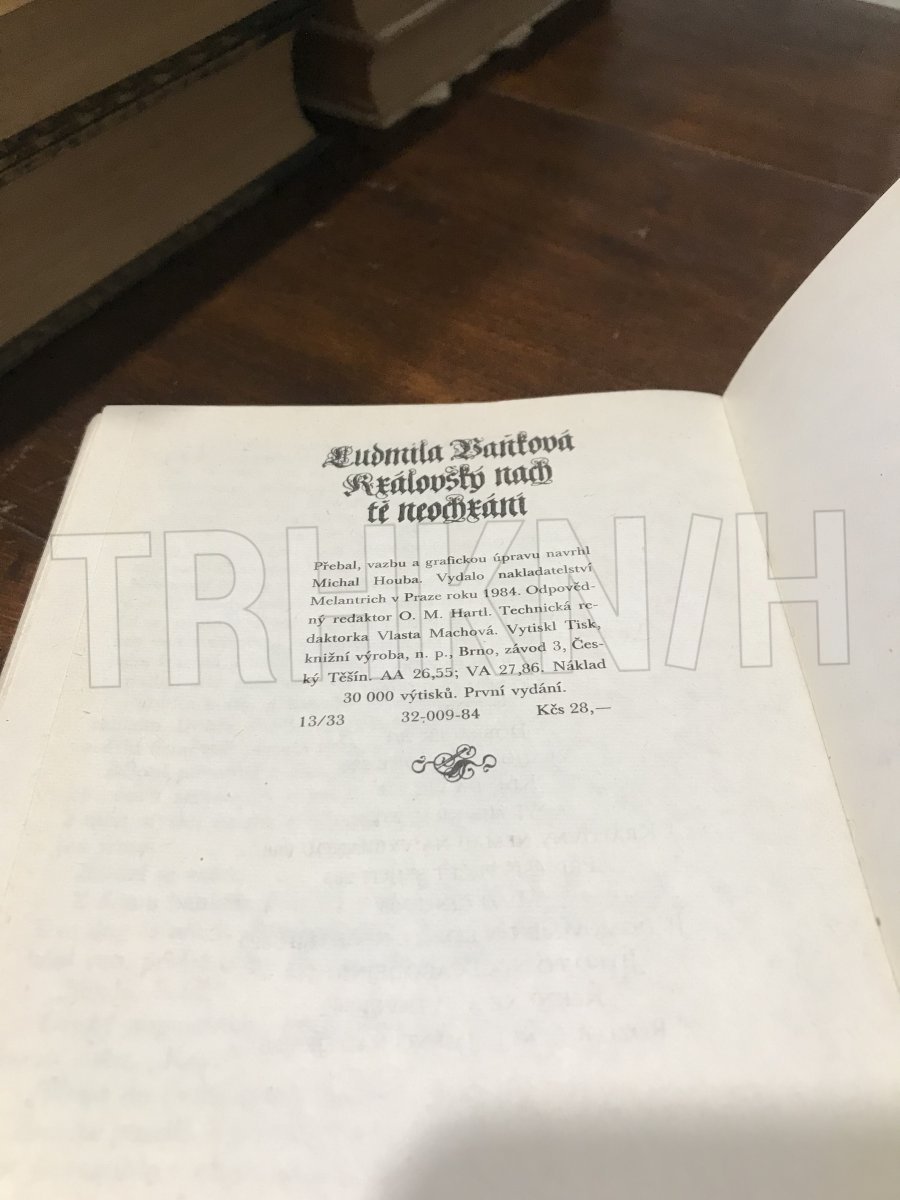 Ludmila Vaňková
Královský nach
tě neochrání
Přebal, vazbu a grafickou úpravu navrhl
Michal Houba. Vydalo nakladatelství
Melantrich v Praze roku 1984. Odpověd-
ný redaktor O. M. Hartl. Technická re-
daktorka Vlasta Machová. Vytiskl Tisk,
knižní výroba, n. p., Brno, závod 3, Čes-
ký Těšín. AA 26,55; VA 27,86. Náklad
30 000 výtisků. První vydání.
13/33 32-009-84 Kčs 28,—
TRHKN/H